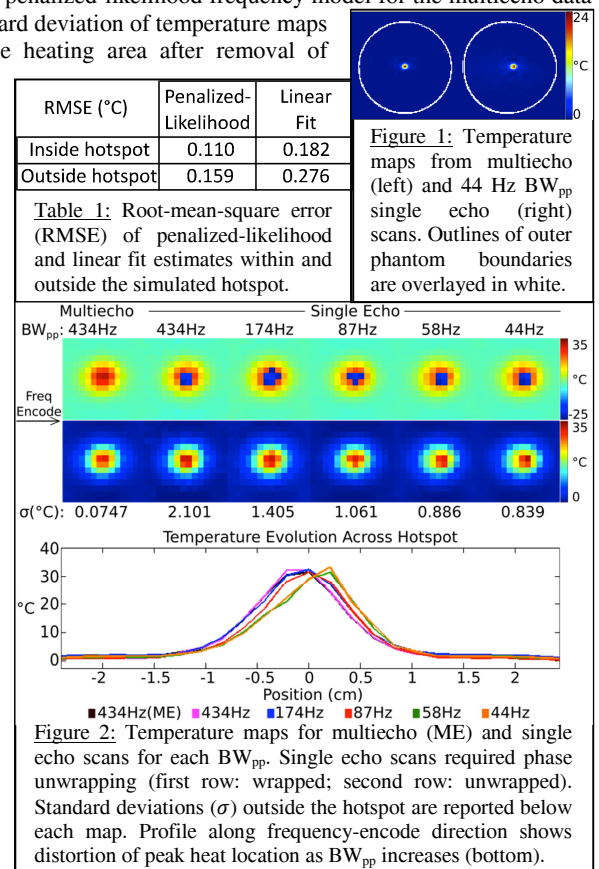 penalized-likelihood frequency model for the multiecho data
ard deviation of temperature maps
e heating area after removal of
RMSE (°C) Penalized-Likelihood Linear Fit
Inside hotspot 0.110 0.182
Outside hotspot 0.159 0.276
Table 1: Root-mean-square error
(RMSE) of penalized-likelihood
and linear fit estimates within and
outside the simulated hotspot.
24
°C
0
Figure 1: Temperature
maps from multiecho
(left) and 44 Hz BWpp
single echo (right)
scans. Outlines of outer
phantom boundaries
are overlayed in white.
Multiecho Single Echo
BWpp: 434Hz 434Hz 174Hz 87Hz 58Hz 44Hz
35
°C
-25
Freq
Encode
35
°C
0
σ(°C): 0.0747 2.101 1.405 1.061 0.886 0.839
Temperature Evolution Across Hotspot
40
30
°C
20
10
0
-2 -1.5 -1 -0.5 0 0.5 1 1.5 2
Position (cm)
434Hz(ME) 434Hz 174Hz 87Hz 58Hz 44Hz
Figure 2: Temperature maps for multiecho (ME) and single
echo scans for each BWpp. Single echo scans required phase
unwrapping (first row: wrapped; second row: unwrapped).
Standard deviations (σ) outside the hotspot are reported below
each map. Profile along frequency-encode direction shows
distortion of peak heat location as BWpp increases (bottom).